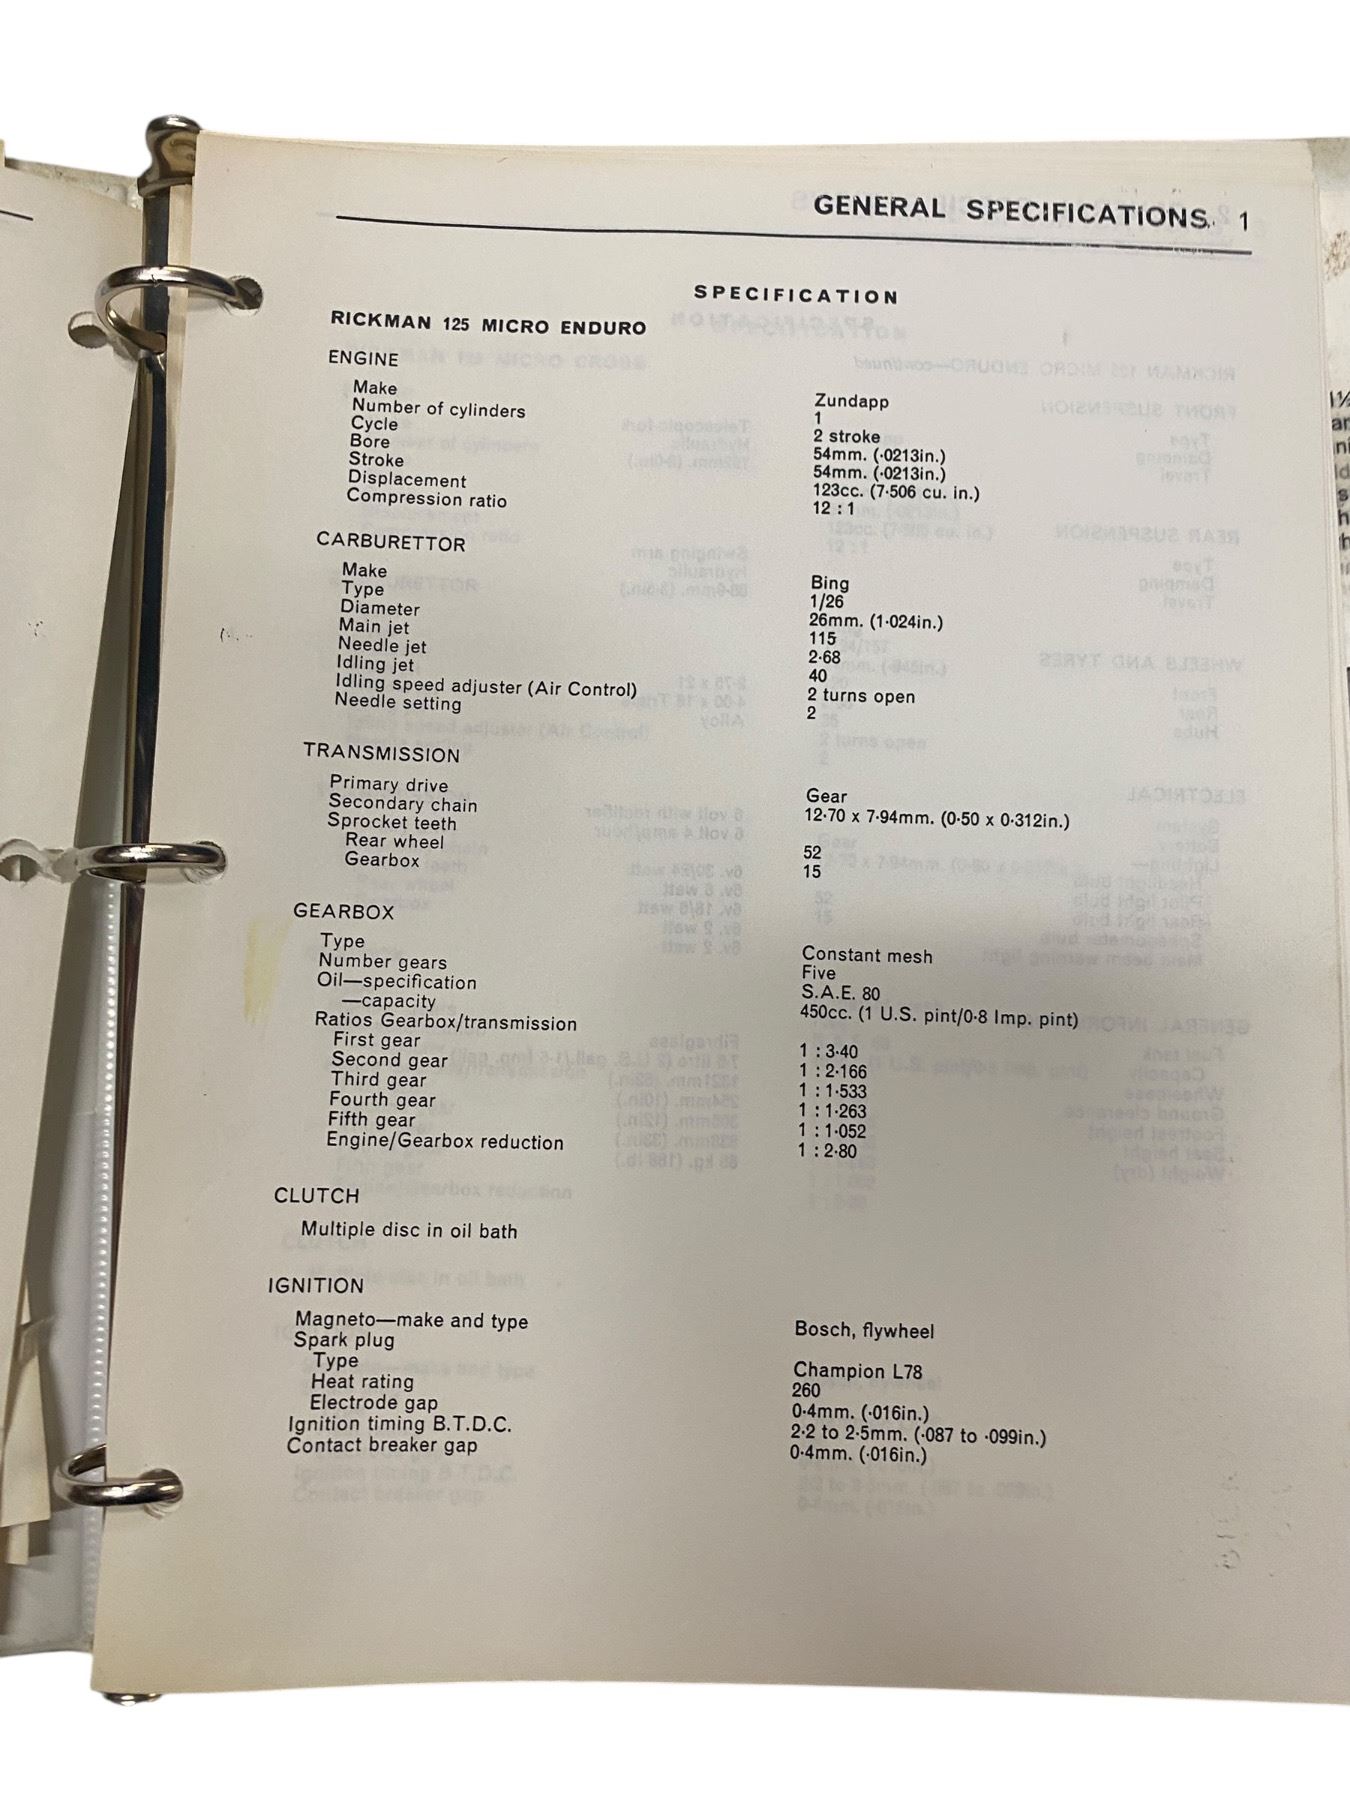 GENERAL SPECIFICATIONS. 1
SPECIFICATION
RICKMAN 125 MICRO ENDURO
ENGINE
Make Zundapp
Number of cylinders 1
Cycle 2 stroke
Bore 54mm. (·0213in.)
Stroke 54mm. (·0213in.)
Displacement 123cc. (7·506 cu. in.)
Compression ratio 12 : 1
CARBURETTOR
Make Bing
Type 1/26
Diameter 26mm. (1·024in.)
Main jet 115
Needle jet 2·68
Idling jet 40
Idling speed adjuster (Air Control) 2 turns open
Needle setting 2
TRANSMISSION
Primary drive Gear
Secondary chain 12·70 x 7·94mm. (0·50 x 0·312in.)
Sprocket teeth
Rear wheel 52
Gearbox 15
GEARBOX
Type Constant mesh
Number gears Five
Oil—specification S.A.E. 80
—capacity 450cc. (1 U.S. pint/0·8 Imp. pint)
Ratios Gearbox/transmission
First gear 1 : 3·40
Second gear 1 : 2·166
Third gear 1 : 1·533
Fourth gear 1 : 1·263
Fifth gear 1 : 1·052
Engine/Gearbox reduction 1 : 2·80
CLUTCH
Multiple disc in oil bath
IGNITION
Magneto—make and type Bosch, flywheel
Spark plug
Type Champion L78
Heat rating 260
Electrode gap 0·4mm. (·016in.)
Ignition timing B.T.D.C. 2·2 to 2·5mm. (·087 to ·099in.)
Contact breaker gap 0·4mm. (·016in.)